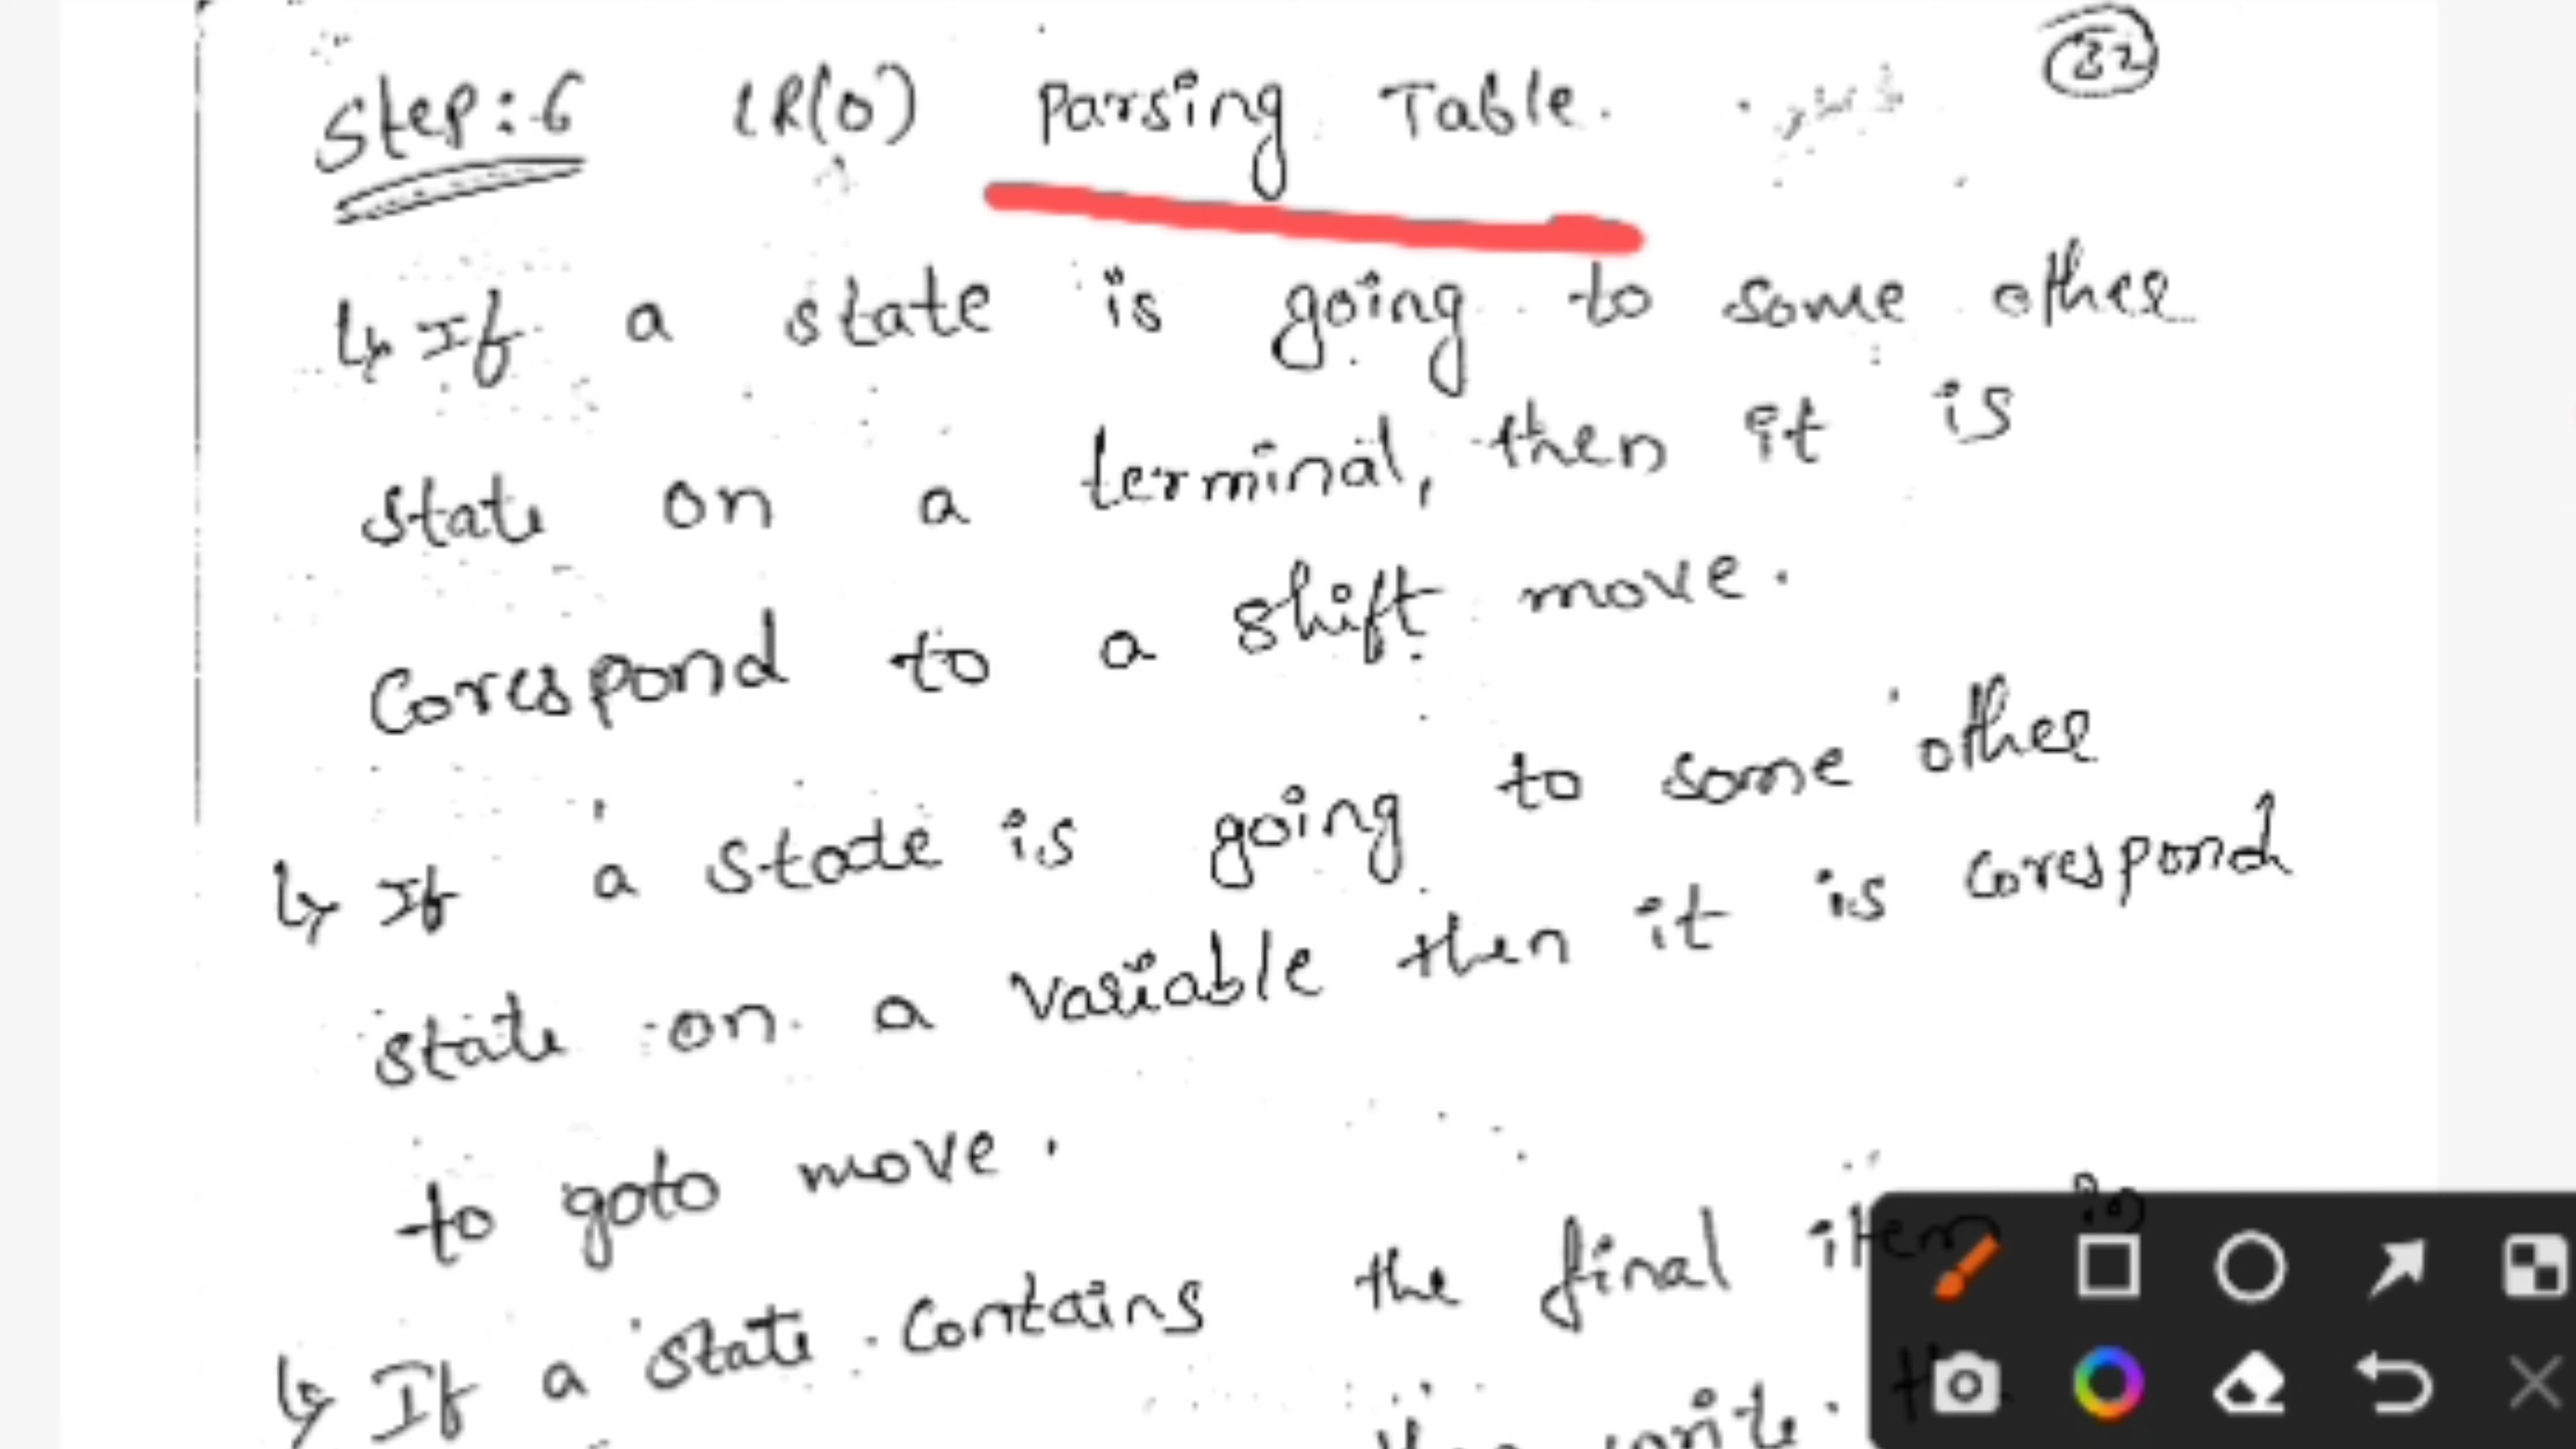 32
Step:6 LR(0) Parsing Table.
↳ If a state is going to some other
state on a terminal, then it is
Corespond to a shift move.
↳ If a state is going to some other
state on a variable then it is corespond
to goto move.
↳ If a state contains the final item in
write